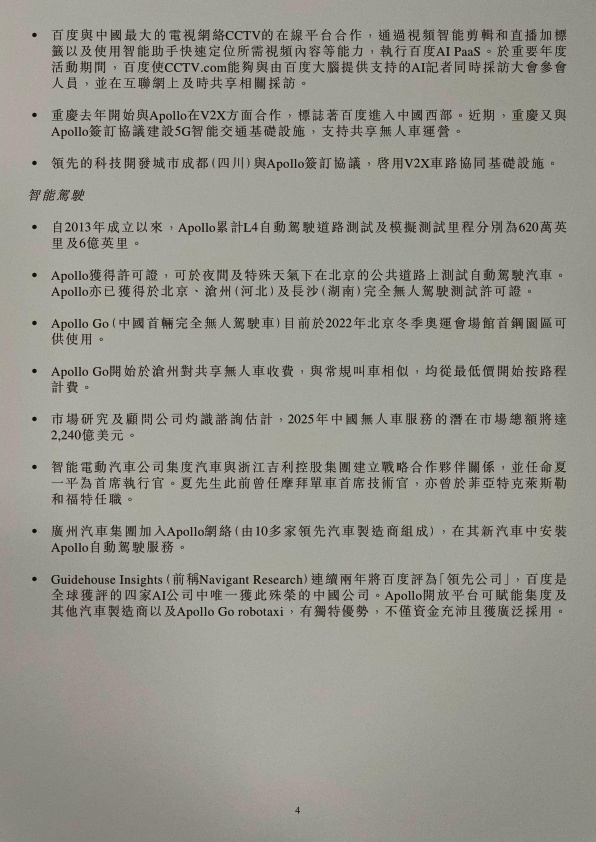 • 百度與中國最大的電視網絡CCTV的在線平台合作，通過視頻智能剪輯和直播加標
籤以及使用智能助手快速定位所需視頻內容等能力，執行百度AI PaaS。於重要年度
活動期間，百度使CCTV.com能夠與由百度大腦提供支持的AI記者同時採訪大會參會
人員，並在互聯網上及時共享相關採訪。
• 重慶去年開始與Apollo在V2X方面合作，標誌著百度進入中國西部。近期，重慶又與
Apollo簽訂協議建設5G智能交通基礎設施，支持共享無人車運營。
• 領先的科技開發城市成都(四川)與Apollo簽訂協議，啓用V2X車路協同基礎設施。
智能駕駛
• 自2013年成立以來，Apollo累計L4自動駕駛道路測試及模擬測試里程分別為620萬英
里及6億英里。
• Apollo獲得許可證，可於夜間及特殊天氣下在北京的公共道路上測試自動駕駛汽車。
Apollo亦已獲得於北京、滄州(河北)及長沙(湖南)完全無人駕駛測試許可證。
• Apollo Go(中國首輛完全無人駕駛車)目前於2022年北京冬季奧運會場館首鋼園區可
供使用。
• Apollo Go開始於滄州對共享無人車收費，與常規叫車相似，均從最低價開始按路程
計費。
• 市場研究及顧問公司灼識諮詢估計，2025年中國無人車服務的潛在市場總額將達
2,240億美元。
• 智能電動汽車公司集度汽車與浙江吉利控股集團建立戰略合作夥伴關係，並任命夏
一平為首席執行官。夏先生此前曾任摩拜單車首席技術官，亦曾於菲亞特克萊斯勒
和福特任職。
• 廣州汽車集團加入Apollo網絡(由10多家領先汽車製造商組成)，在其新汽車中安裝
Apollo自動駕駛服務。
• Guidehouse Insights (前稱Navigant Research)連續兩年將百度評為「領先公司」，百度是
全球獲評的四家AI公司中唯一獲此殊榮的中國公司。Apollo開放平台可賦能集度及
其他汽車製造商以及Apollo Go robotaxi，有獨特優勢，不僅資金充沛且獲廣泛採用。
4